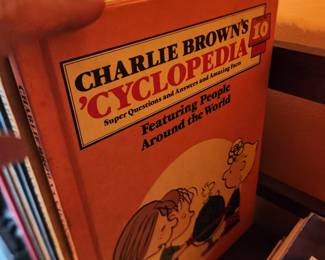 CHARLIE BROWN'S
'CYCLOPEDIA
10
Super Questions and Answers and Amazing Facts
Featuring People
Around the World